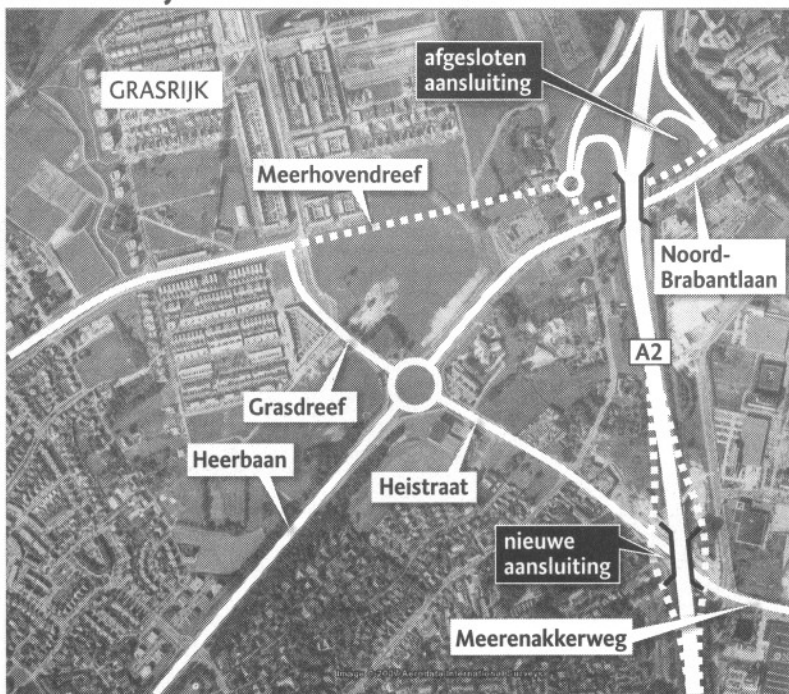 GRASRIJK
afgesloten
aansluiting
Meerhovendreef
Noord-
Brabantlaan
A2
Grasdreef
Heerbaan
Heistraat
nieuwe
aansluiting
Meerenakkerweg